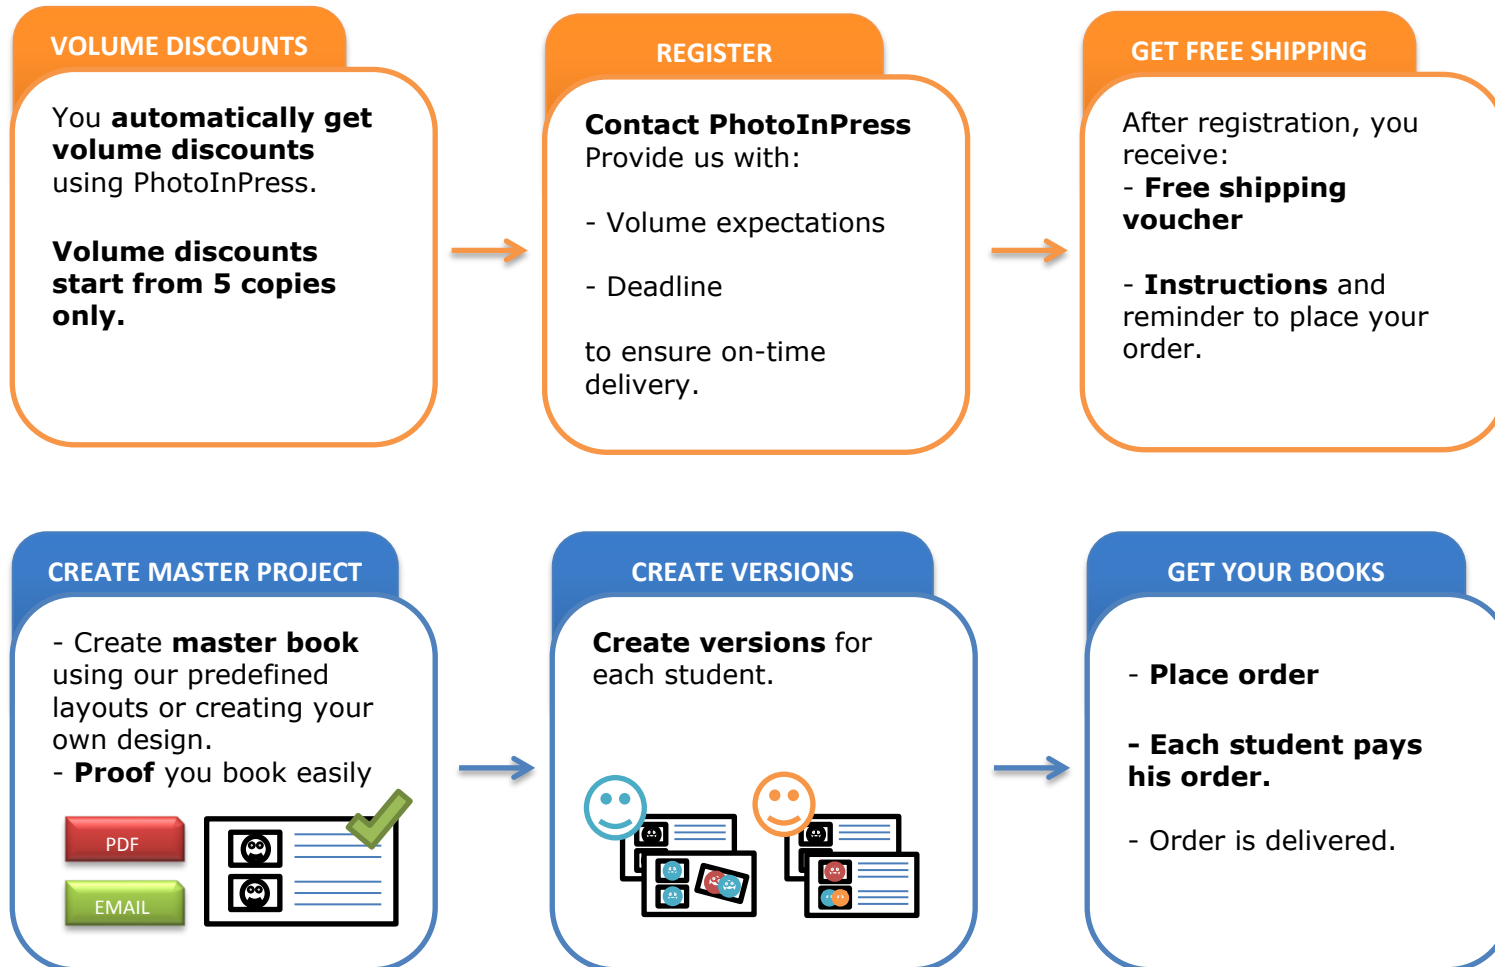 VOLUME DISCOUNTS
You automatically get
volume discounts
using PhotoInPress.
Volume discounts
start from 5 copies
only.
REGISTER
Contact PhotoInPress
Provide us with:
- Volume expectations
- Deadline
to ensure on-time
delivery.
GET FREE SHIPPING
After registration, you
receive:
- Free shipping
voucher
- Instructions and
reminder to place your
order.
CREATE MASTER PROJECT
- Create master book
using our predefined
layouts or creating your
own design.
- Proof you book easily
PDF
EMAIL
CREATE VERSIONS
Create versions for
each student.
GET YOUR BOOKS
- Place order
- Each student pays
his order.
- Order is delivered.